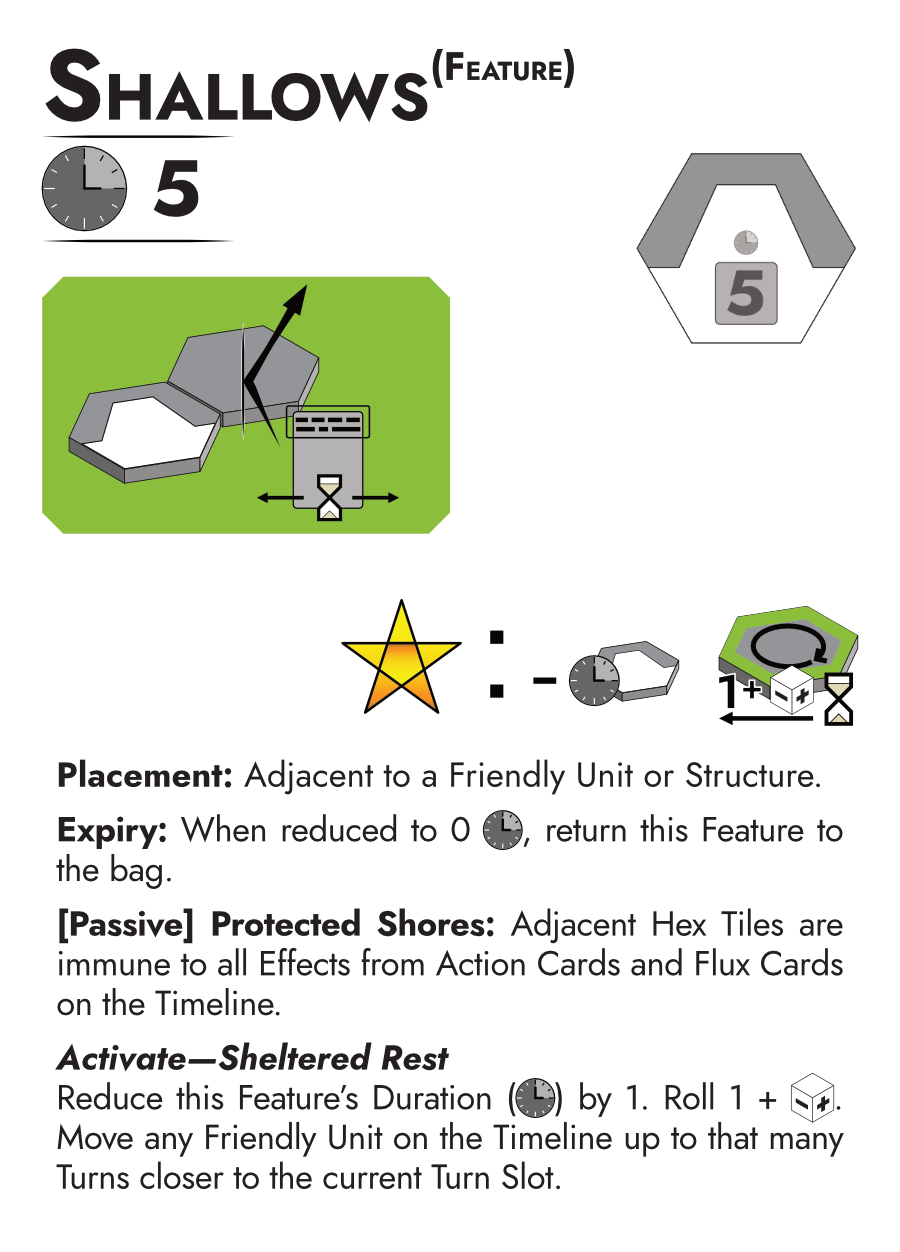 Shallows(Feature)
5
5
: - 1+ - +
Placement: Adjacent to a Friendly Unit or Structure.
Expiry: When reduced to 0 , return this Feature to
the bag.
[Passive] Protected Shores: Adjacent Hex Tiles are
immune to all Effects from Action Cards and Flux Cards
on the Timeline.
Activate—Sheltered Rest
Reduce this Feature's Duration () by 1. Roll 1 + - +.
Move any Friendly Unit on the Timeline up to that many
Turns closer to the current Turn Slot.